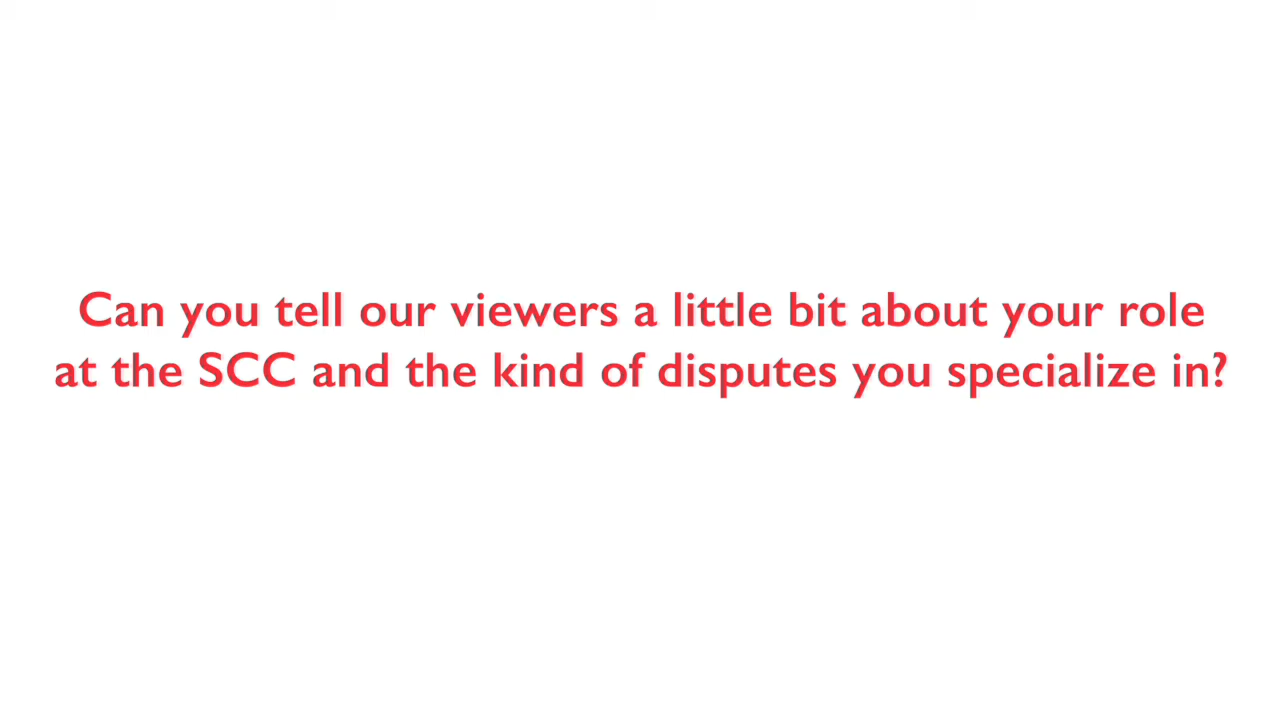 Can you tell our viewers a little bit about your role
at the SCC and the kind of disputes you specialize in?